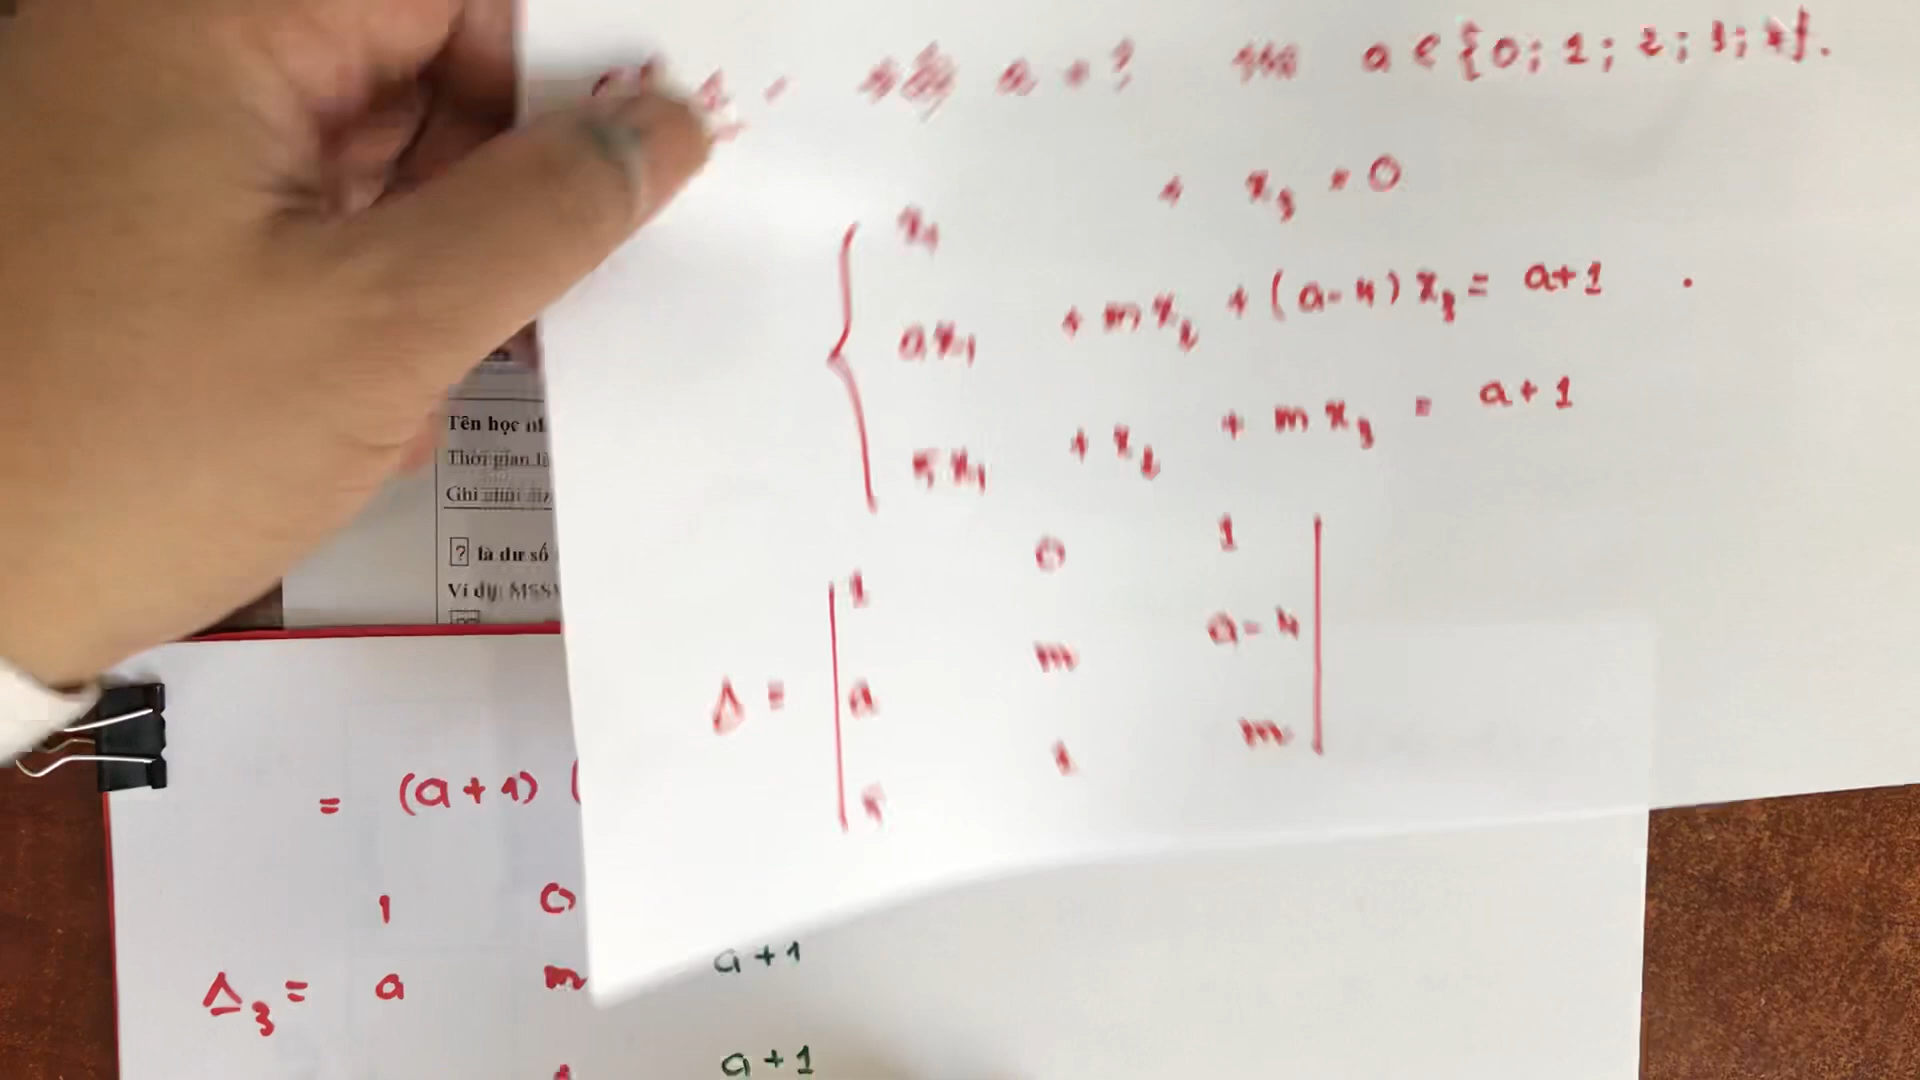 a ∈ {0; 1; 2; 3; 4}.
x₁ + x₃ = 0
ax₁ + mx₂ + (a-4)x₃ = a+1
5x₁ + x₂ + mx₃ = a+1
Δ = | 1 0 1 |
| a m a-4 |
| 5 1 m |
Tên học
Thời gian
Ghi
? là dư số
Ví dụ: MSS
= (a+1) (
1 0
Δ₃ = a m a+1
a+1